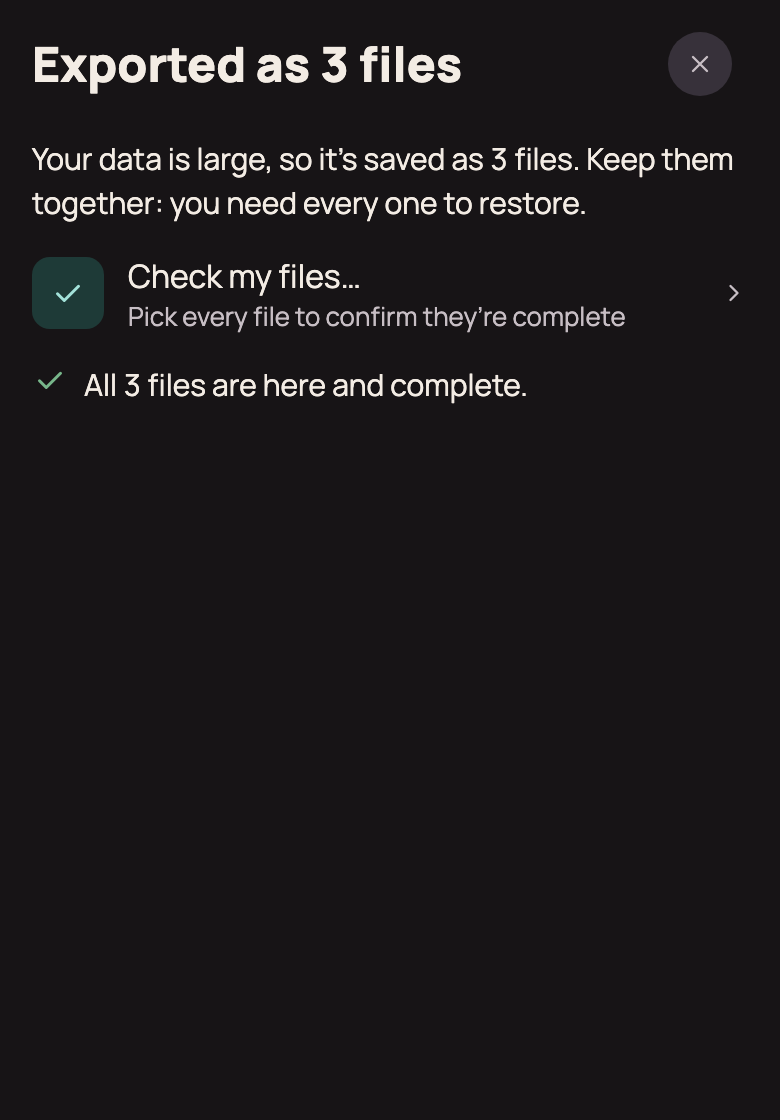 Exported as 3 files
Your data is large, so it’s saved as 3 files. Keep them
together: you need every one to restore.
Check my files…
Pick every file to confirm they’re complete
All 3 files are here and complete.